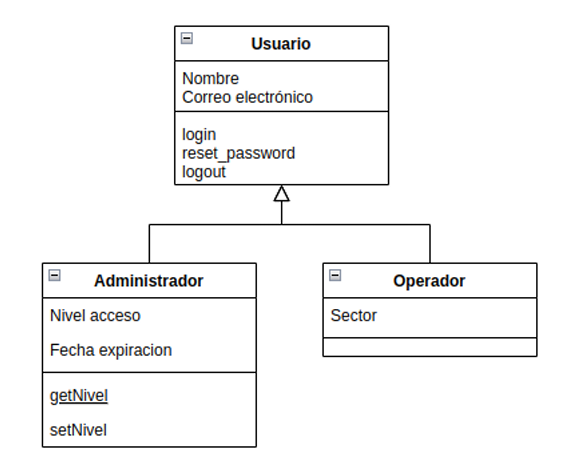 Usuario
Nombre
Correo electrónico
login
reset_password
logout
Administrador
Nivel acceso
Fecha expiracion
getNivel
setNivel
Operador
Sector